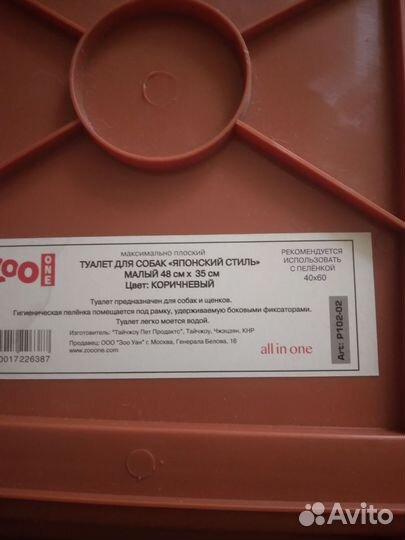 ZOO ONE
максимально плоский
ТУАЛЕТ ДЛЯ СОБАК «ЯПОНСКИЙ СТИЛЬ»
МАЛЫЙ 48 см х 35 см
Цвет: КОРИЧНЕВЫЙ
РЕКОМЕНДУЕТСЯ
ИСПОЛЬЗОВАТЬ
С ПЕЛЁНКОЙ
40х60
Туалет предназначен для собак и щенков.
Гигиеническая пелёнка помещается под рамку, удерживаемую боковыми фиксаторами.
Туалет легко моется водой.
Изготовитель: "Тайчжоу Пет Продактс", Тайчжоу, Чжэцзян, КНР
Продавец: ООО "Зоо Уан" г. Москва, Генерала Белова, 16
www.zooone.com
all in one
Art: P102-02
0017226387
Avito